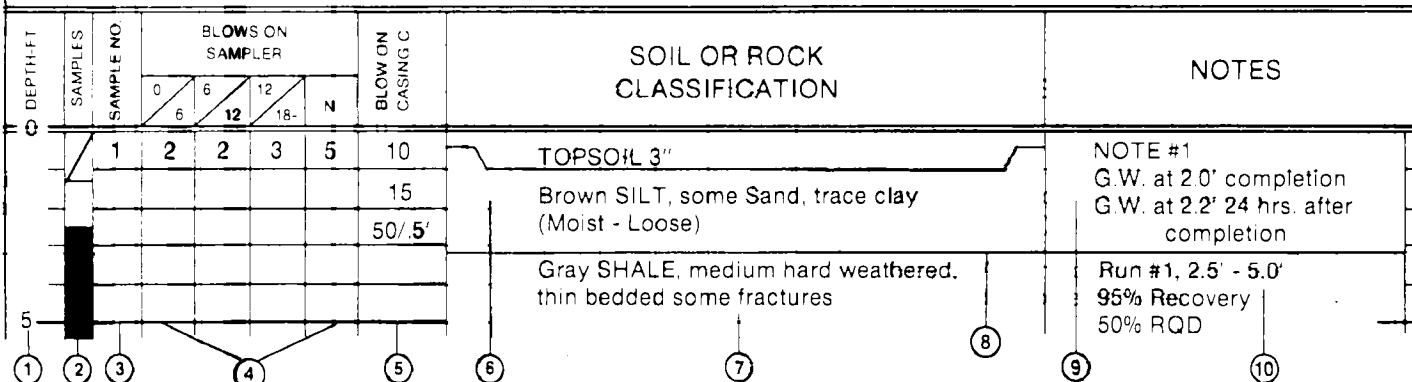 DEPTH-FT
SAMPLES
SAMPLE NO.
BLOWS ON
SAMPLER
0
6
6
12
12
18-
N
BLOW ON
CASING C
SOIL OR ROCK
CLASSIFICATION
NOTES
0
1 2 2 3 5 10
15
50/.5'
TOPSOIL 3"
Brown SILT, some Sand, trace clay
(Moist - Loose)
Gray SHALE, medium hard weathered,
thin bedded some fractures
NOTE #1
G.W. at 2.0' completion
G.W. at 2.2' 24 hrs. after
completion
Run #1, 2.5' - 5.0'
95% Recovery
50% RQD
5
1 2 3 4 5 6 7 8 9 10